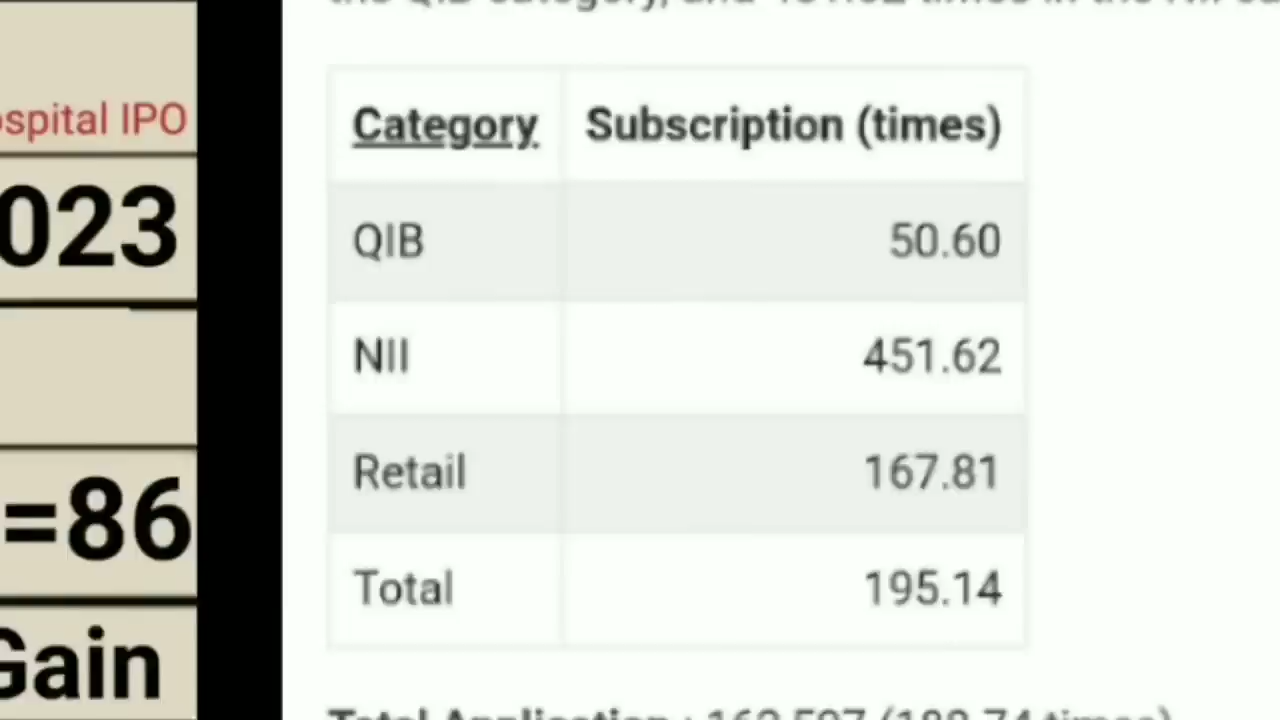 spital IPO
023
=86
Gain
Category Subscription (times)
QIB 50.60
NII 451.62
Retail 167.81
Total 195.14